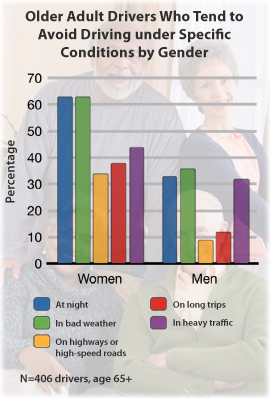 Older Adult Drivers Who Tend to
Avoid Driving under Specific
Conditions by Gender
Percentage
70
60
50
40
30
20
10
0
Women
Men
At night
In bad weather
On highways or
high-speed roads
On long trips
In heavy traffic
N=406 drivers, age 65+